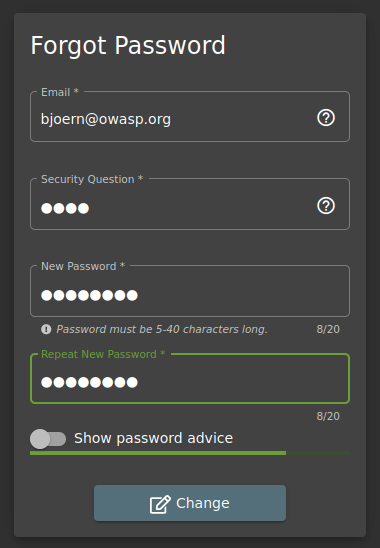 Forgot Password
Email *
bjoern@owasp.org
Security Question *
●●●●
New Password *
●●●●●●●●
Password must be 5-40 characters long. 8/20
Repeat New Password *
●●●●●●●●
8/20
Show password advice
Change